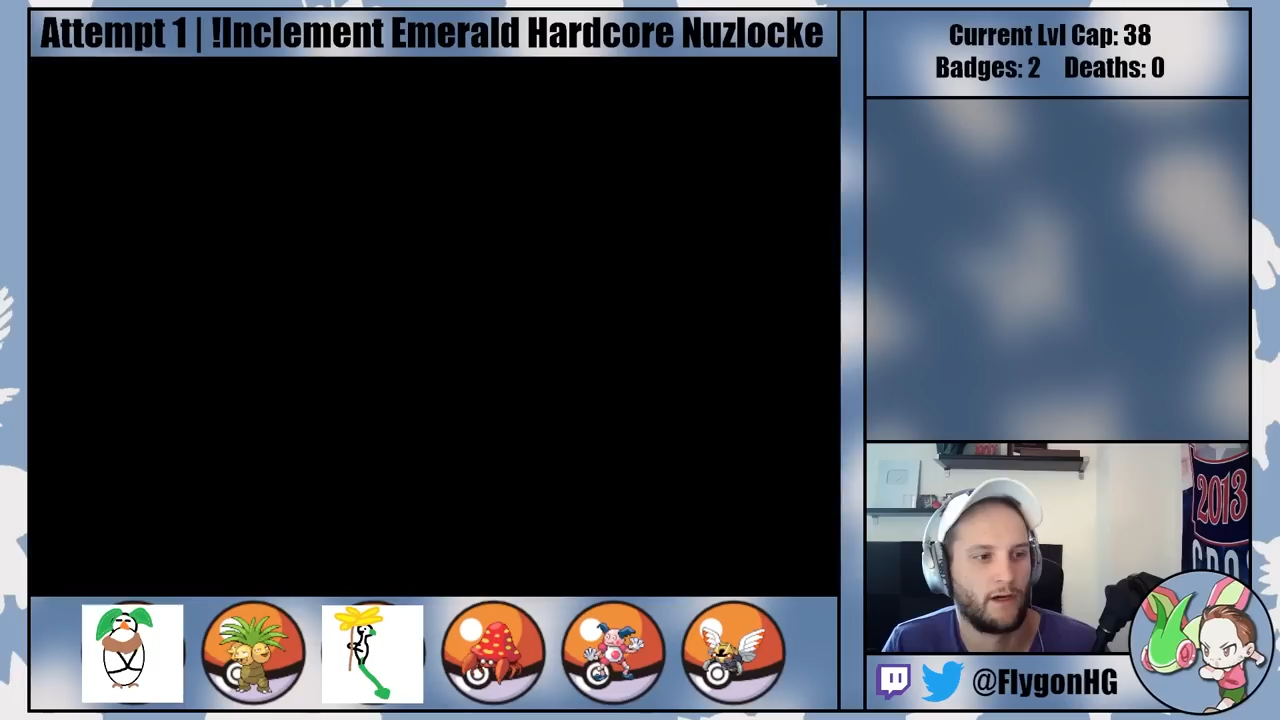 Attempt 1 | !Inclement Emerald Hardcore Nuzlocke
Current Lvl Cap: 38
Badges: 2 Deaths: 0
2013
@FlygonHG